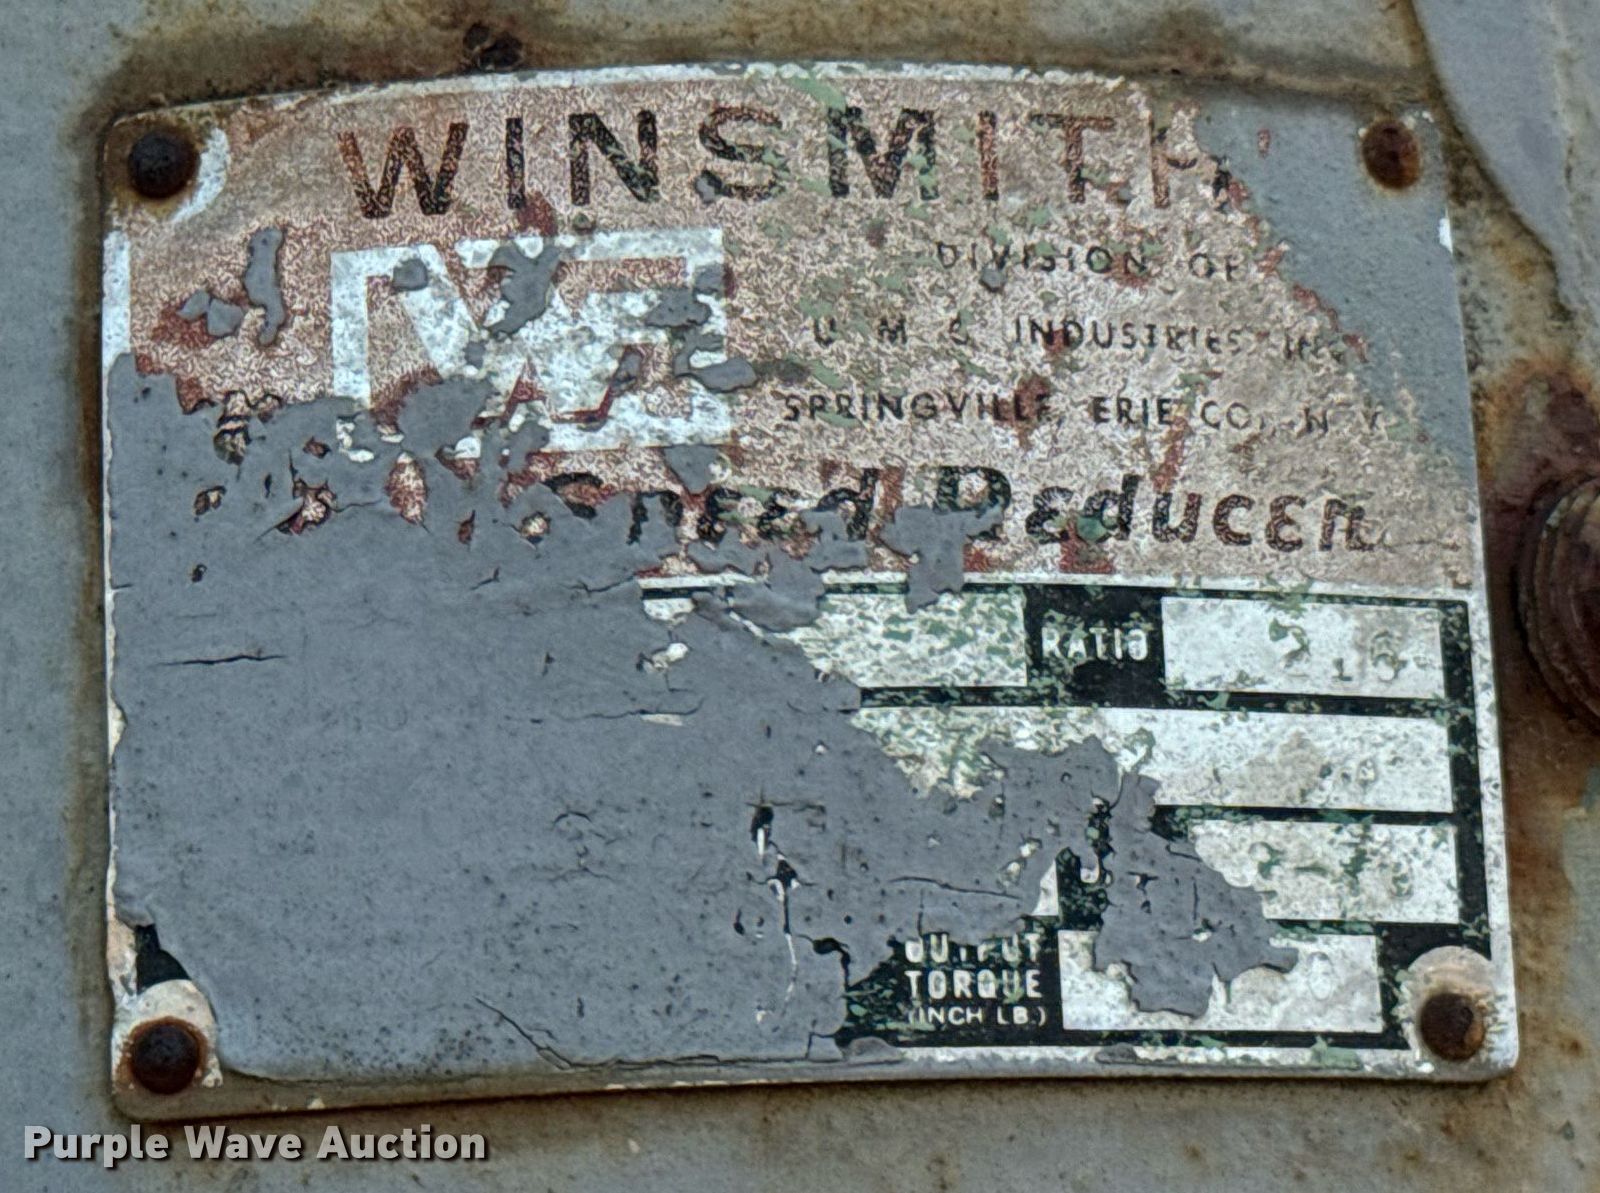 WINSMITH
DIVISION OF
U M C INDUSTRIES INC
SPRINGVILLE, ERIE CO., N Y
Speed Reducer
RATIO
OUTPUT
TORQUE
(INCH LB.)
Purple Wave Auction